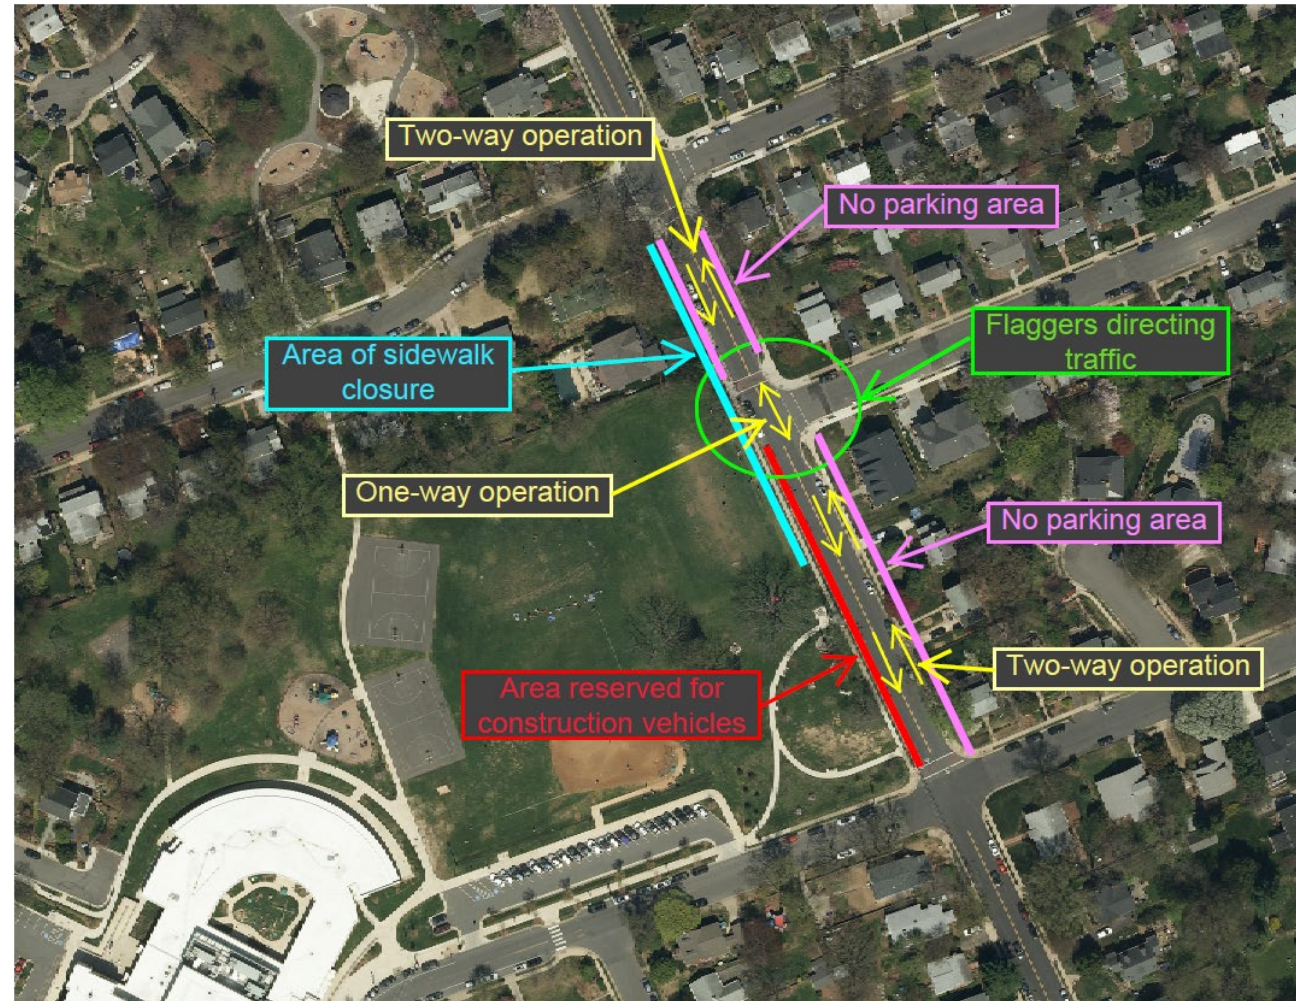 Two-way operation
No parking area
Flaggers directing
traffic
Area of sidewalk
closure
One-way operation
No parking area
Two-way operation
Area reserved for
construction vehicles